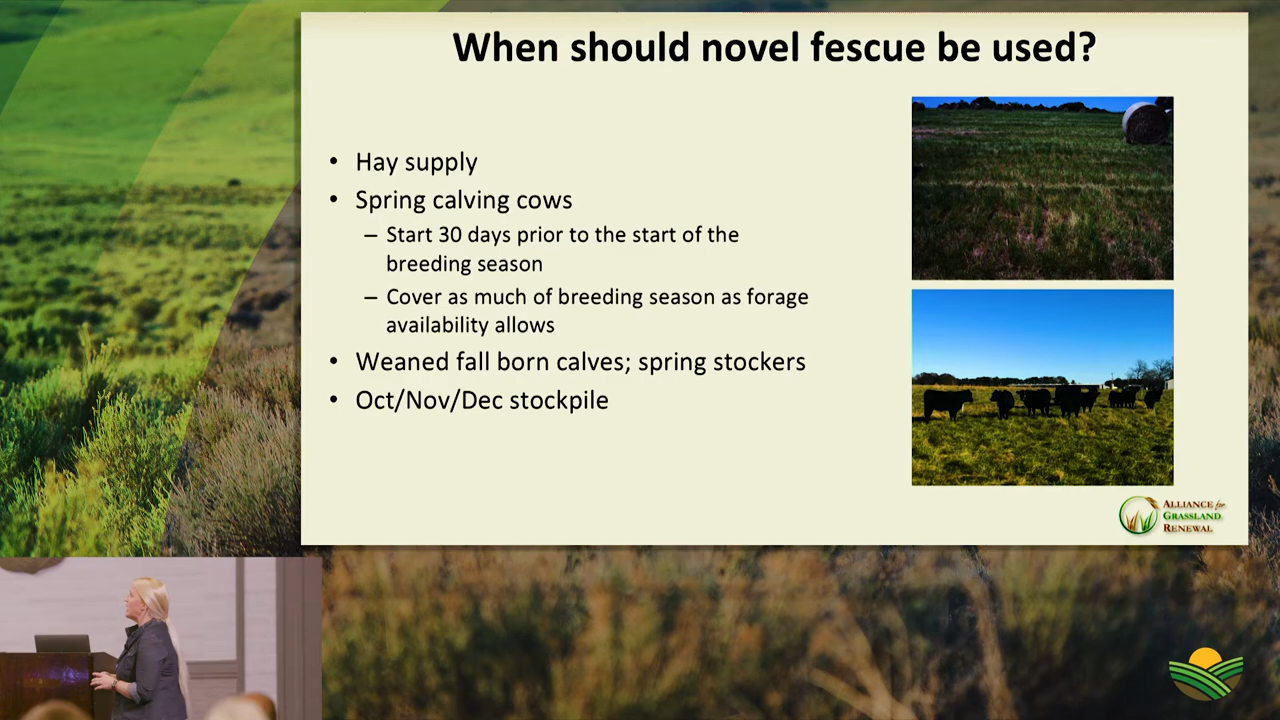 When should novel fescue be used?
• Hay supply
• Spring calving cows
– Start 30 days prior to the start of the
breeding season
– Cover as much of breeding season as forage
availability allows
• Weaned fall born calves; spring stockers
• Oct/Nov/Dec stockpile
ALLIANCE for
GRASSLAND
RENEWAL